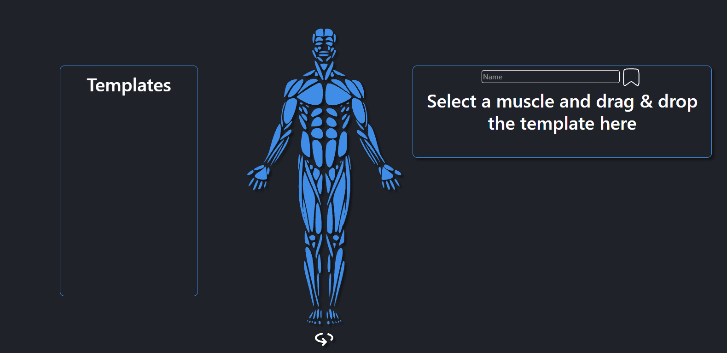 Templates
Name
Select a muscle and drag & drop
the template here